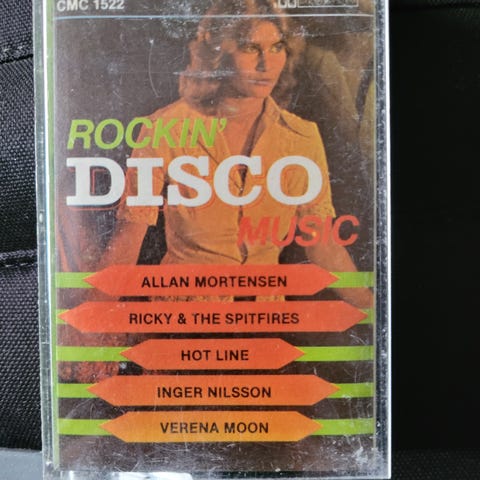 CMC 1522
ROCKIN'
DISCO
MUSIC
ALLAN MORTENSEN
RICKY & THE SPITFIRES
HOT LINE
INGER NILSSON
VERENA MOON